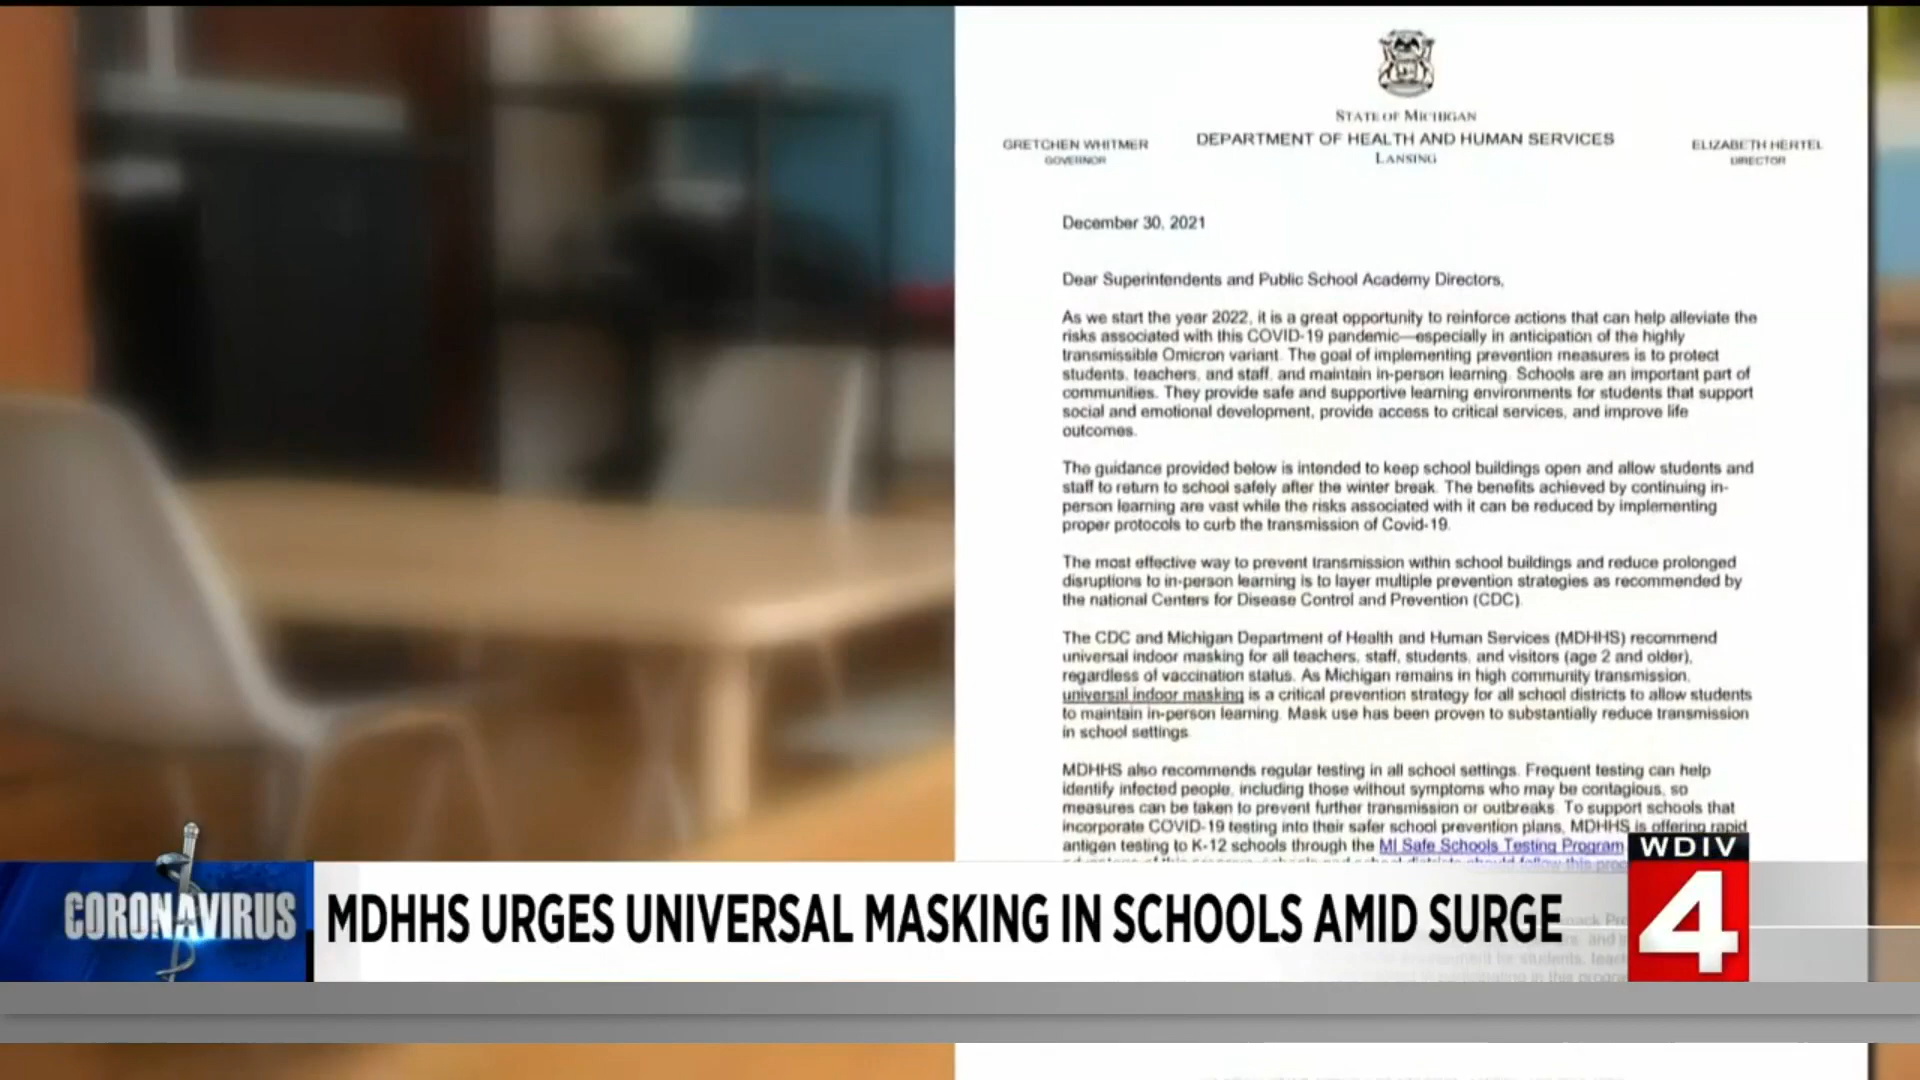 STATE OF MICHIGAN
GRETCHEN WHITMER
GOVERNOR
DEPARTMENT OF HEALTH AND HUMAN SERVICES
LANSING
ELIZABETH HERTEL
DIRECTOR
December 30, 2021
Dear Superintendents and Public School Academy Directors,
As we start the year 2022, it is a great opportunity to reinforce actions that can help alleviate the
risks associated with this COVID-19 pandemic—especially in anticipation of the highly
transmissible Omicron variant. The goal of implementing prevention measures is to protect
students, teachers, and staff, and maintain in-person learning. Schools are an important part of
communities. They provide safe and supportive learning environments for students that support
social and emotional development, provide access to critical services, and improve life
outcomes.
The guidance provided below is intended to keep school buildings open and allow students and
staff to return to school safely after the winter break. The benefits achieved by continuing in-
person learning are vast while the risks associated with it can be reduced by implementing
proper protocols to curb the transmission of Covid-19.
The most effective way to prevent transmission within school buildings and reduce prolonged
disruptions to in-person learning is to layer multiple prevention strategies as recommended by
the national Centers for Disease Control and Prevention (CDC).
The CDC and Michigan Department of Health and Human Services (MDHHS) recommend
universal indoor masking for all teachers, staff, students, and visitors (age 2 and older),
regardless of vaccination status. As Michigan remains in high community transmission,
universal indoor masking is a critical prevention strategy for all school districts to allow students
to maintain in-person learning. Mask use has been proven to substantially reduce transmission
in school settings.
MDHHS also recommends regular testing in all school settings. Frequent testing can help
identify infected people, including those without symptoms who may be contagious, so
measures can be taken to prevent further transmission or outbreaks. To support schools that
incorporate COVID-19 testing into their safer school prevention plans, MDHHS is offering rapid
antigen testing to K-12 schools through the MI Safe Schools Testing Program
CORONAVIRUS
MDHHS URGES UNIVERSAL MASKING IN SCHOOLS AMID SURGE
WDIV
4